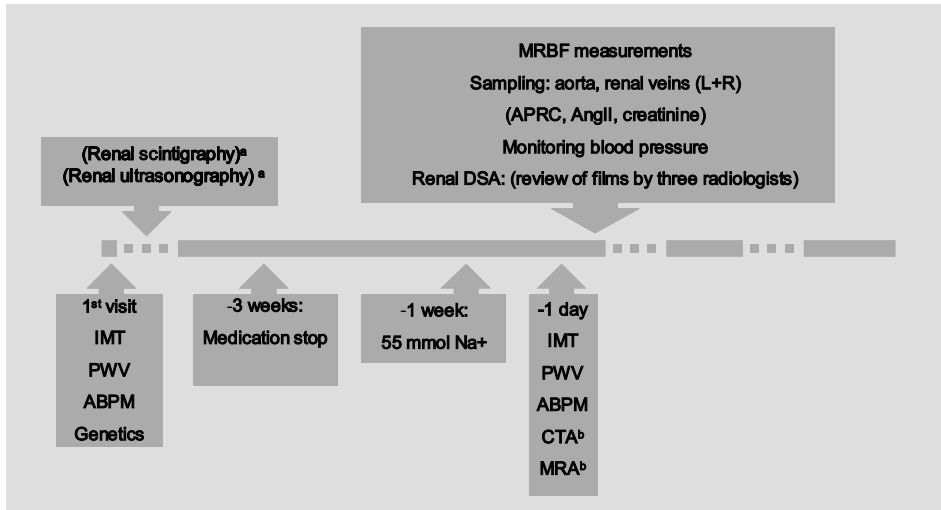 MRBF measurements
Sampling: aorta, renal veins (L+R)
(APRC, AngII, creatinine)
Monitoring blood pressure
Renal DSA: (review of films by three radiologists)
(Renal scintigraphy)ᵃ
(Renal ultrasonography) ᵃ
1ˢᵗ visit
IMT
PWV
ABPM
Genetics
-3 weeks:
Medication stop
-1 week:
55 mmol Na+
-1 day
IMT
PWV
ABPM
CTAᵇ
MRAᵇ